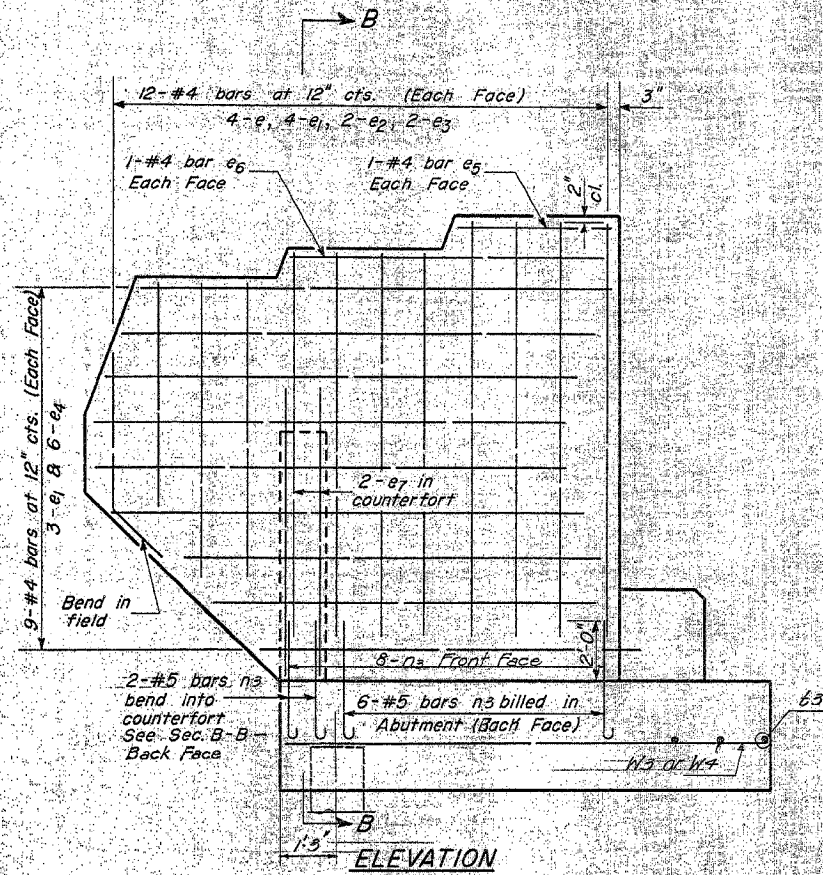 B
12-#4 bars at 12" cts. (Each Face)
4-e, 4-e1, 2-e2, 2-e3
3"
1-#4 bar e6
Each Face
1-#4 bar e5
Each Face
2"
cl.
9-#4 bars at 12" cts. (Each Face)
3-e1 & 6-e4
2-e7 in
counterfort
Bend in
field
8-n3 Front Face
2'-0"
2-#5 bars n3
bend into
counterfort
See Sec. B-B
Back Face
6-#5 bars n3 billed in
Abutment (Back Face)
t3
W3 or W4
B
1'-3"
ELEVATION